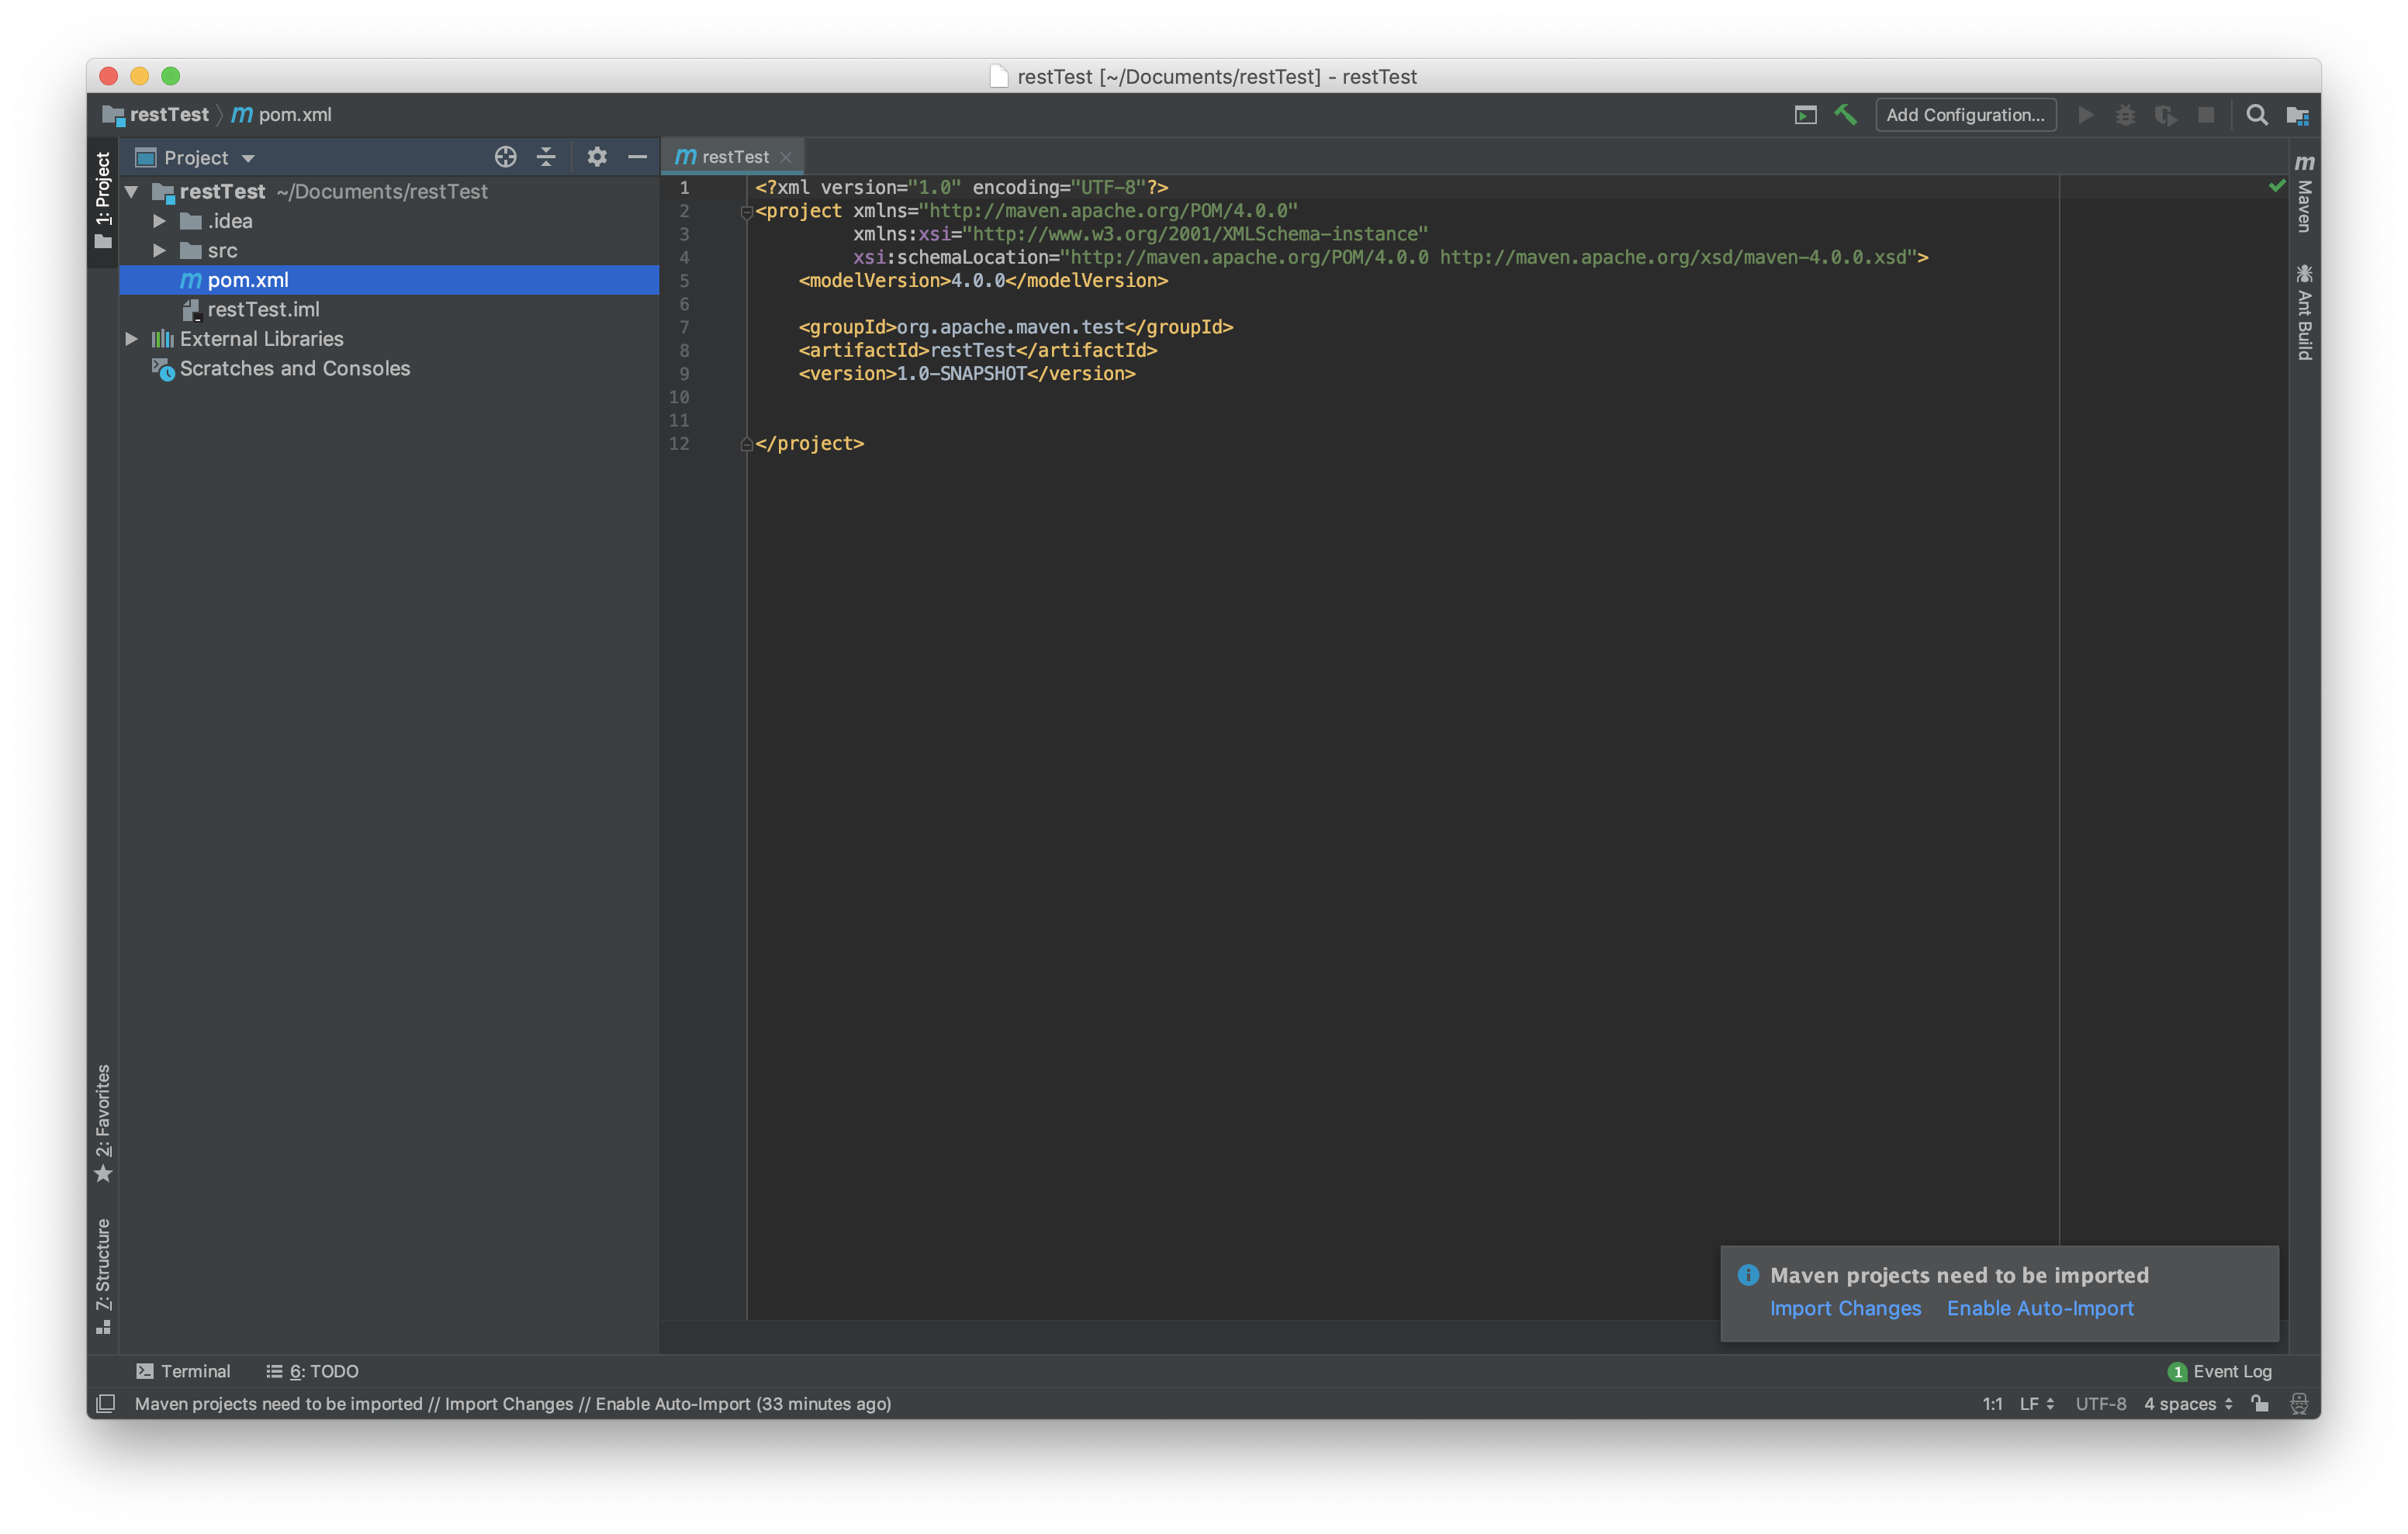 restTest [~/Documents/restTest] - restTest
restTest pom.xml
Add Configuration...
1: Project
Project
restTest ~/Documents/restTest
.idea
src
pom.xml
restTest.iml
External Libraries
Scratches and Consoles
restTest
1 <?xml version="1.0" encoding="UTF-8"?>
2 <project xmlns="http://maven.apache.org/POM/4.0.0"
3 xmlns:xsi="http://www.w3.org/2001/XMLSchema-instance"
4 xsi:schemaLocation="http://maven.apache.org/POM/4.0.0 http://maven.apache.org/xsd/maven-4.0.0.xsd">
5 <modelVersion>4.0.0</modelVersion>
6
7 <groupId>org.apache.maven.test</groupId>
8 <artifactId>restTest</artifactId>
9 <version>1.0-SNAPSHOT</version>
10
11
12 </project>
Maven
Ant Build
2: Favorites
Z: Structure
Maven projects need to be imported
Import Changes Enable Auto-Import
Terminal 6: TODO
1 Event Log
Maven projects need to be imported // Import Changes // Enable Auto-Import (33 minutes ago)
1:1 LF UTF-8 4 spaces